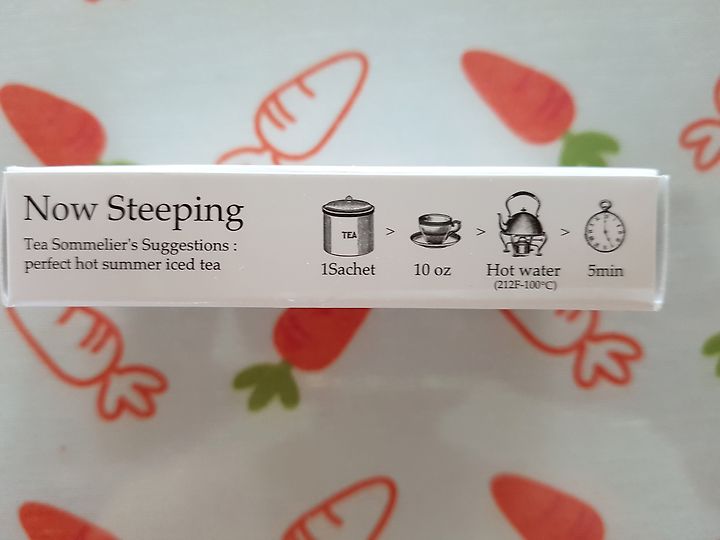 Now Steeping
Tea Sommelier's Suggestions :
perfect hot summer iced tea
TEA
>
>
>
1Sachet
10 oz
Hot water
(212F-100°C)
5min